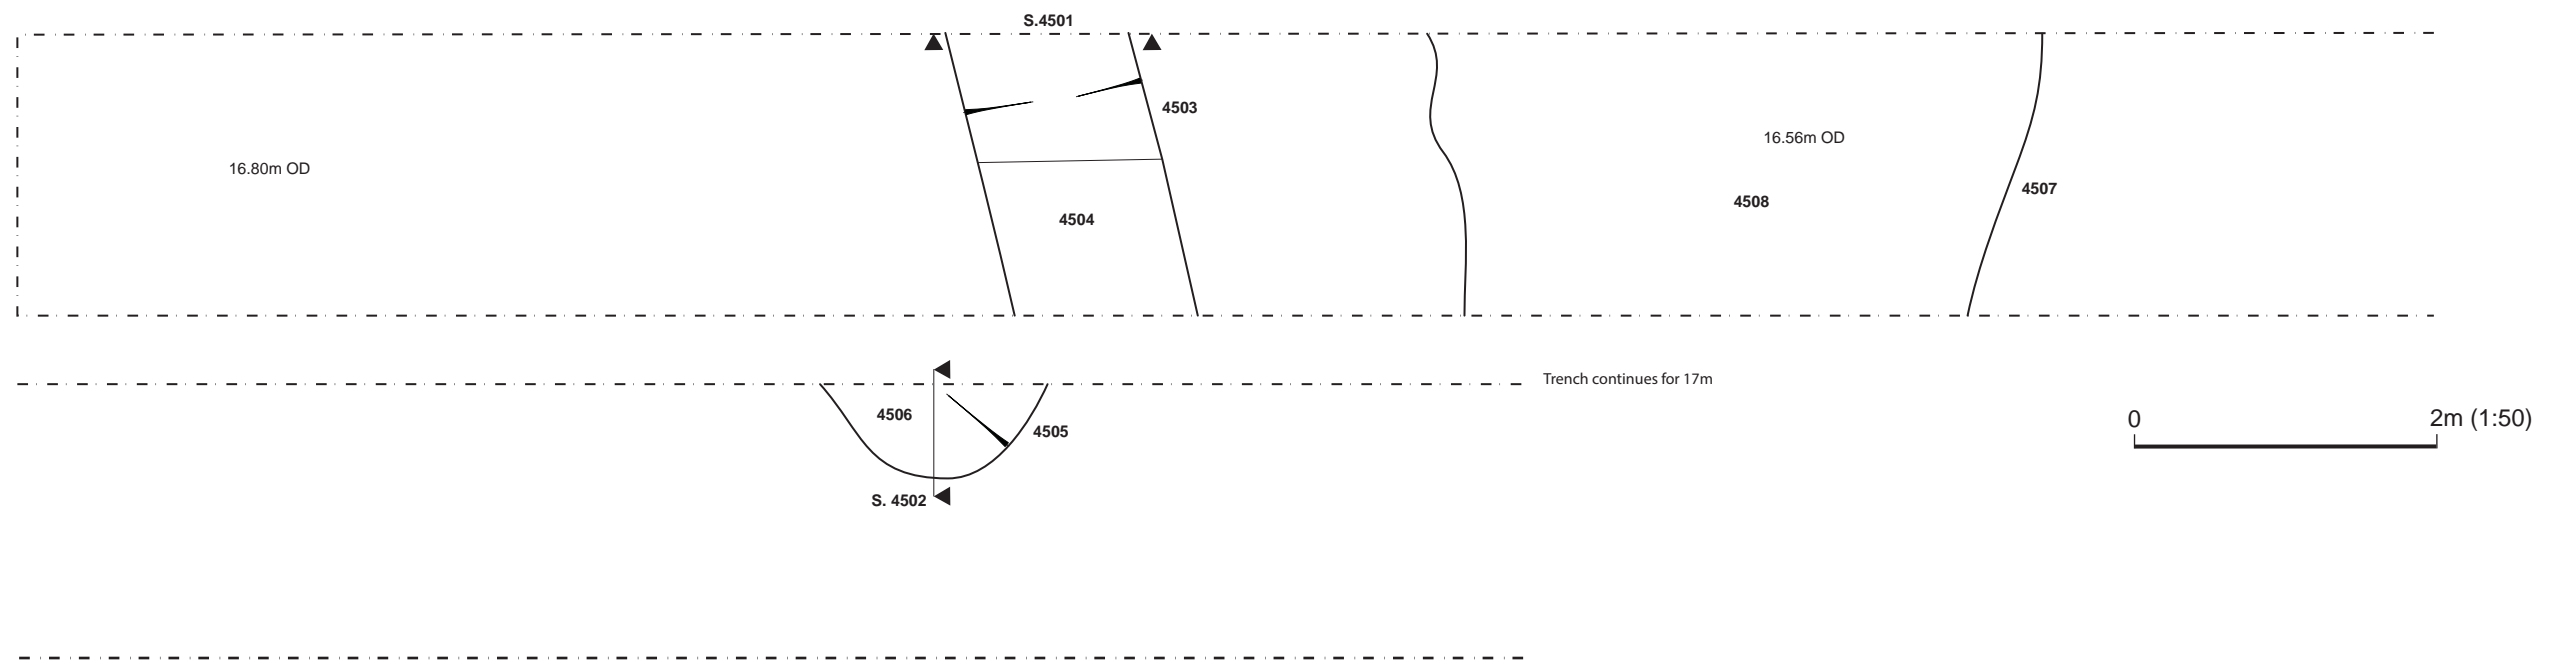 S.4501
4503
16.80m OD
4504
16.56m OD
4508
4507
Trench continues for 17m
4506
4505
S. 4502
0 2m (1:50)